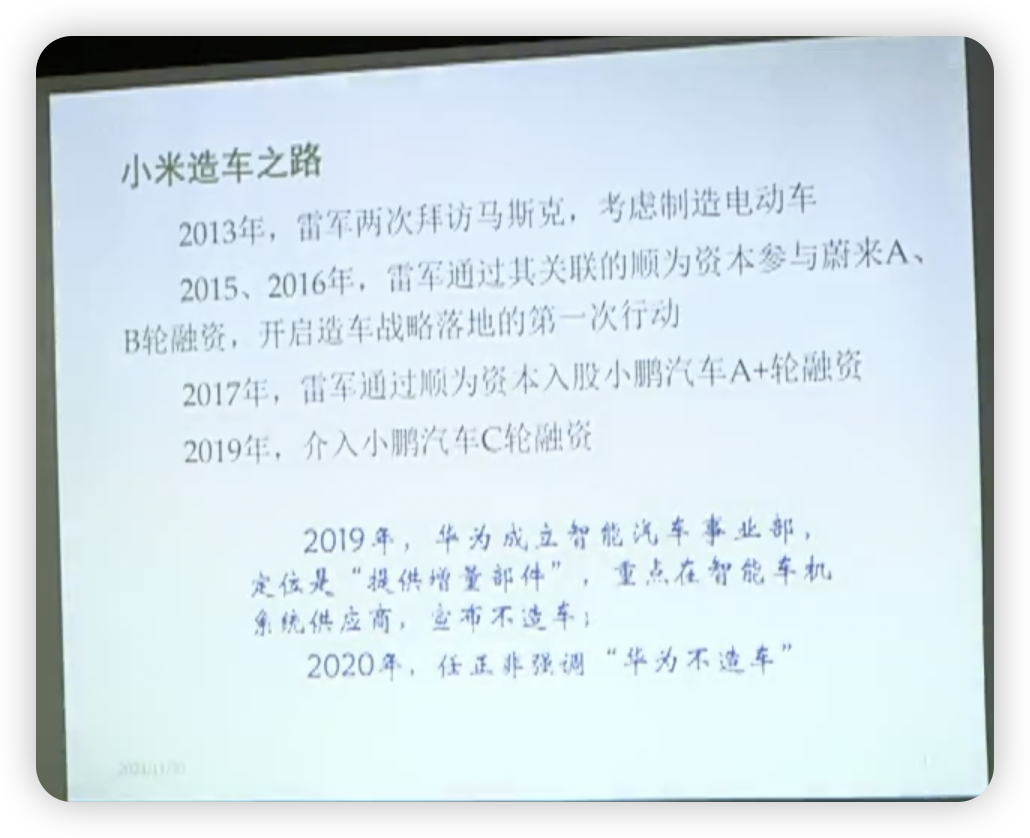 小米造车之路
2013年，雷军两次拜访马斯克，考虑制造电动车
2015、2016年，雷军通过其关联的顺为资本参与蔚来A、
B轮融资，开启造车战略落地的第一次行动
2017年，雷军通过顺为资本入股小鹏汽车A+轮融资
2019年，介入小鹏汽车C轮融资
2019年，华为成立智能汽车事业部，
定位是“提供增量部件”，重点在智能车机
系统供应商，宣布不造车；
2020年，任正非强调“华为不造车”